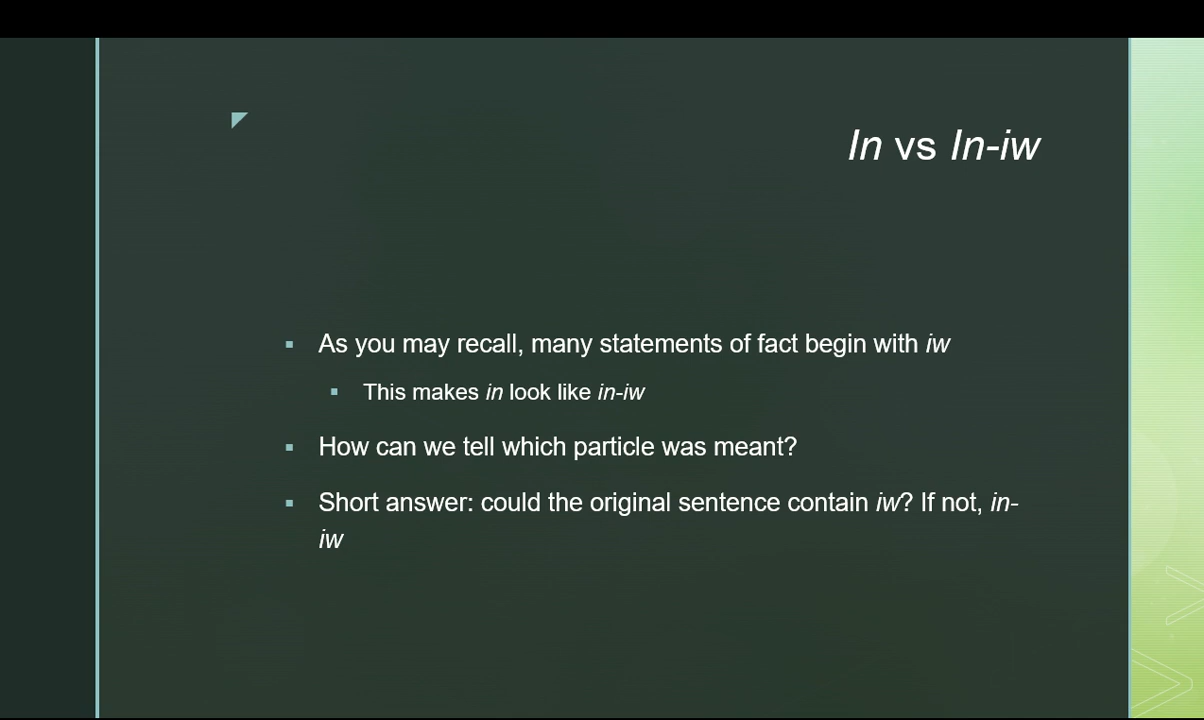 In vs In-iw
As you may recall, many statements of fact begin with iw
This makes in look like in-iw
How can we tell which particle was meant?
Short answer: could the original sentence contain iw? If not, in-
iw